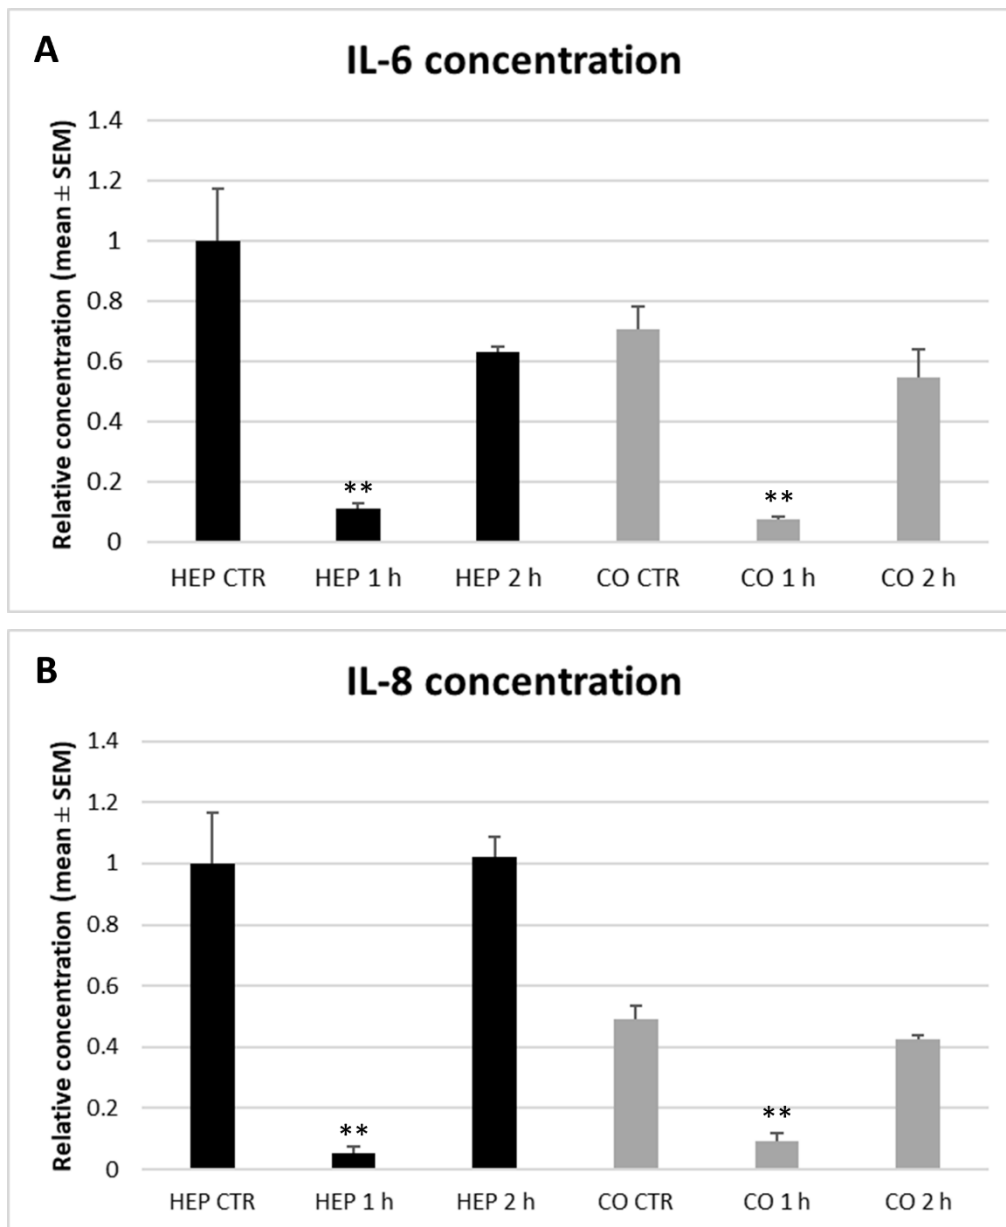 A
IL-6 concentration
Relative concentration (mean ± SEM)
1.4
1.2
1
0.8
0.6
0.4
0.2
0
**
**
HEP CTR HEP 1 h HEP 2 h CO CTR CO 1 h CO 2 h
B
IL-8 concentration
Relative concentration (mean ± SEM)
1.4
1.2
1
0.8
0.6
0.4
0.2
0
**
**
HEP CTR HEP 1 h HEP 2 h CO CTR CO 1 h CO 2 h